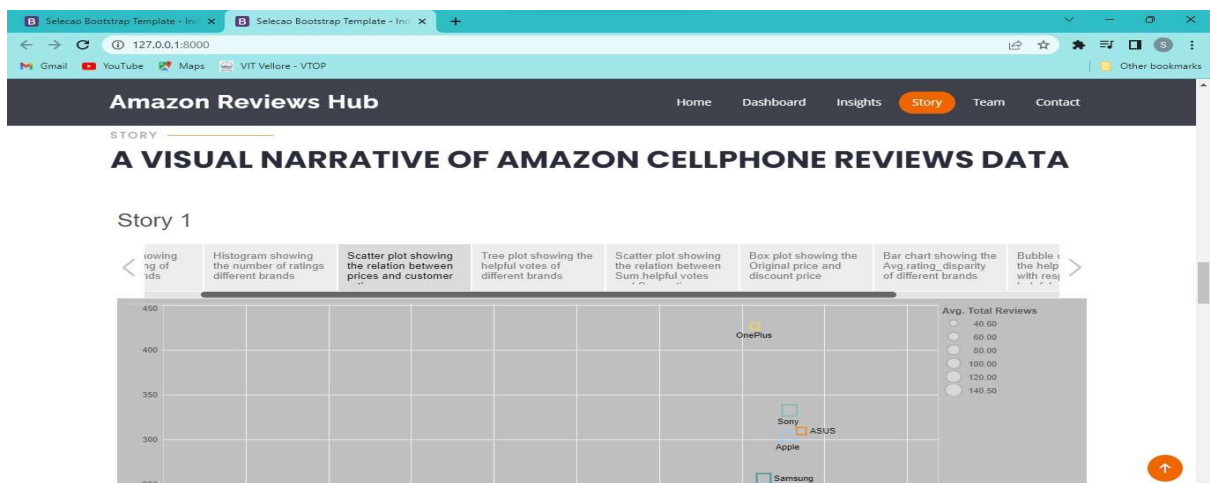 Selecao Bootstrap Template - Ind
Selecao Bootstrap Template - Ind
127.0.0.1:8000
S
Gmail YouTube Maps VIT Vellore - VTOP Other bookmarks
Amazon Reviews Hub
Home Dashboard Insights Story Team Contact
STORY
A VISUAL NARRATIVE OF AMAZON CELLPHONE REVIEWS DATA
Story 1
owing
ng of
nds
Histogram showing
the number of ratings
different brands
Scatter plot showing
the relation between
prices and customer
Tree plot showing the
helpful votes of
different brands
Scatter plot showing
the relation between
Sum helpful votes
Box plot showing the
Original price and
discount price
Bar chart showing the
Avg.rating_disparity
of different brands
Bubble
the help
with res
450
400
350
300
OnePlus
Sony
ASUS
Apple
Samsung
Avg. Total Reviews
40.60
60.00
80.00
100.00
120.00
140.50